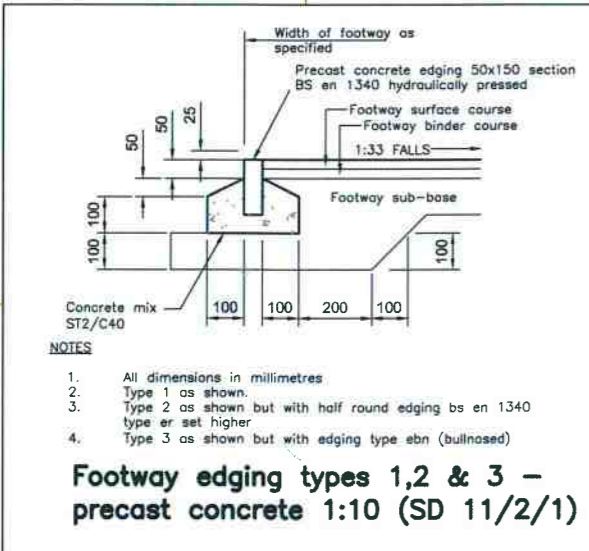 Width of footway as
specified
Precast concrete edging 50x150 section
BS en 1340 hydraulically pressed
Footway surface course
Footway binder course
1:33 FALLS
50
50
25
Footway sub-base
100
100
100
Concrete mix
ST2/C40
100
100
200
100
NOTES
1. All dimensions in millimetres
2. Type 1 as shown.
3. Type 2 as shown but with half round edging bs en 1340
type er set higher
4. Type 3 as shown but with edging type ebn (bullnosed)
Footway edging types 1,2 & 3 –
precast concrete 1:10 (SD 11/2/1)